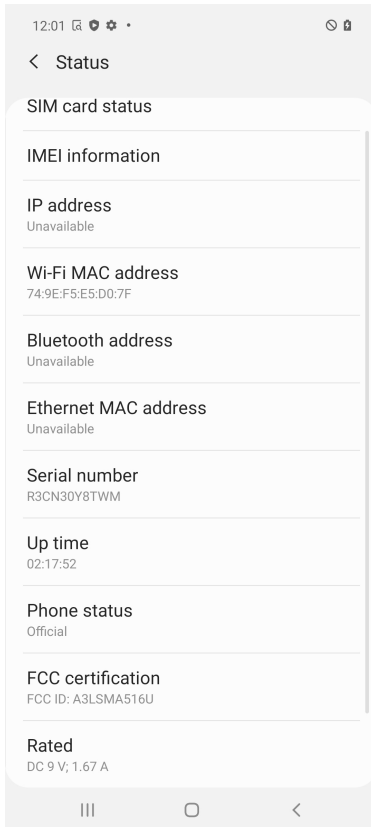 12:01
Status
SIM card status
IMEI information
IP address
Unavailable
Wi-Fi MAC address
74:9E:F5:E5:D0:7F
Bluetooth address
Unavailable
Ethernet MAC address
Unavailable
Serial number
R3CN30Y8TWM
Up time
02:17:52
Phone status
Official
FCC certification
FCC ID: A3LSMA516U
Rated
DC 9 V; 1.67 A